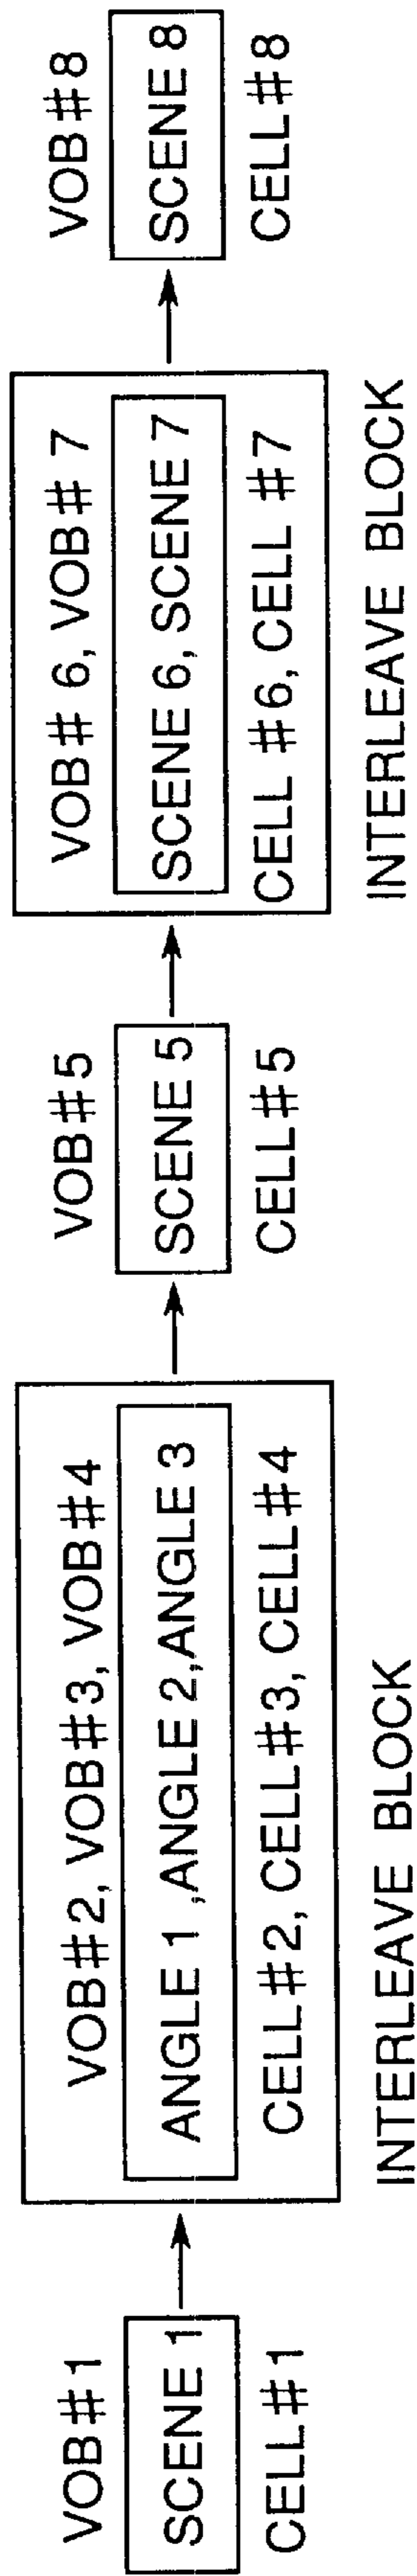 VOB#1
SCENE 1
CELL#1
VOB#2, VOB#3, VOB#4
ANGLE 1 ,ANGLE 2,ANGLE 3
CELL#2, CELL#3, CELL#4
INTERLEAVE BLOCK
VOB#5
SCENE 5
CELL#5
VOB# 6, VOB# 7
SCENE 6, SCENE 7
CELL #6, CELL #7
INTERLEAVE BLOCK
VOB#8
SCENE 8
CELL#8